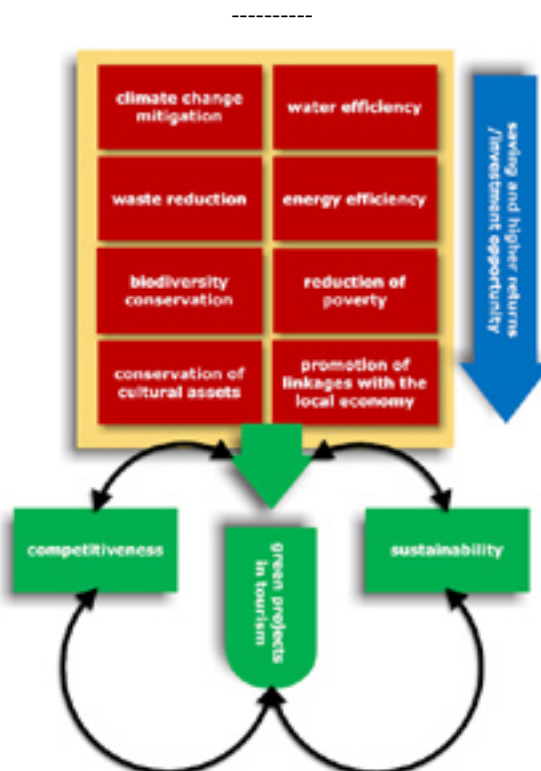 ----------
climate change
mitigation
water efficiency
waste reduction
energy efficiency
biodiversity
conservation
reduction of
poverty
conservation of
cultural assets
promotion of
linkages with the
local economy
saving and higher returns
/investment opportunity
competitiveness
green projects
in tourism
sustainability